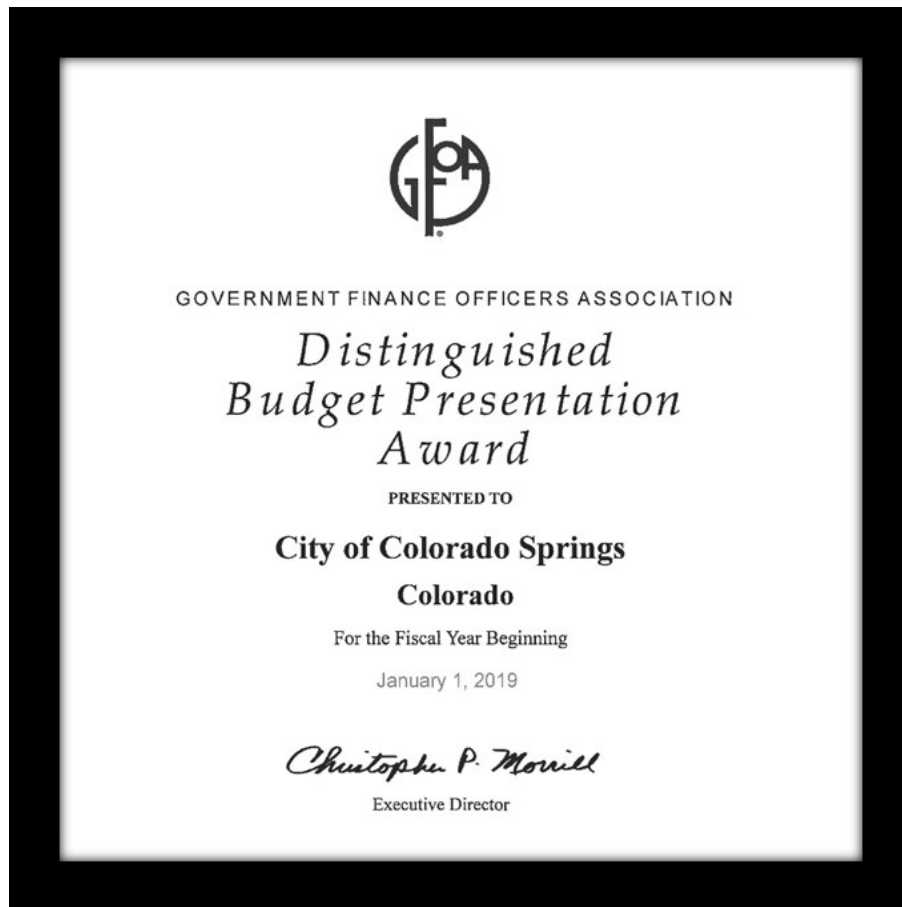 GFOA
GOVERNMENT FINANCE OFFICERS ASSOCIATION
Distinguished
Budget Presentation
Award
PRESENTED TO
City of Colorado Springs
Colorado
For the Fiscal Year Beginning
January 1, 2019
Christopher P. Morrill
Executive Director